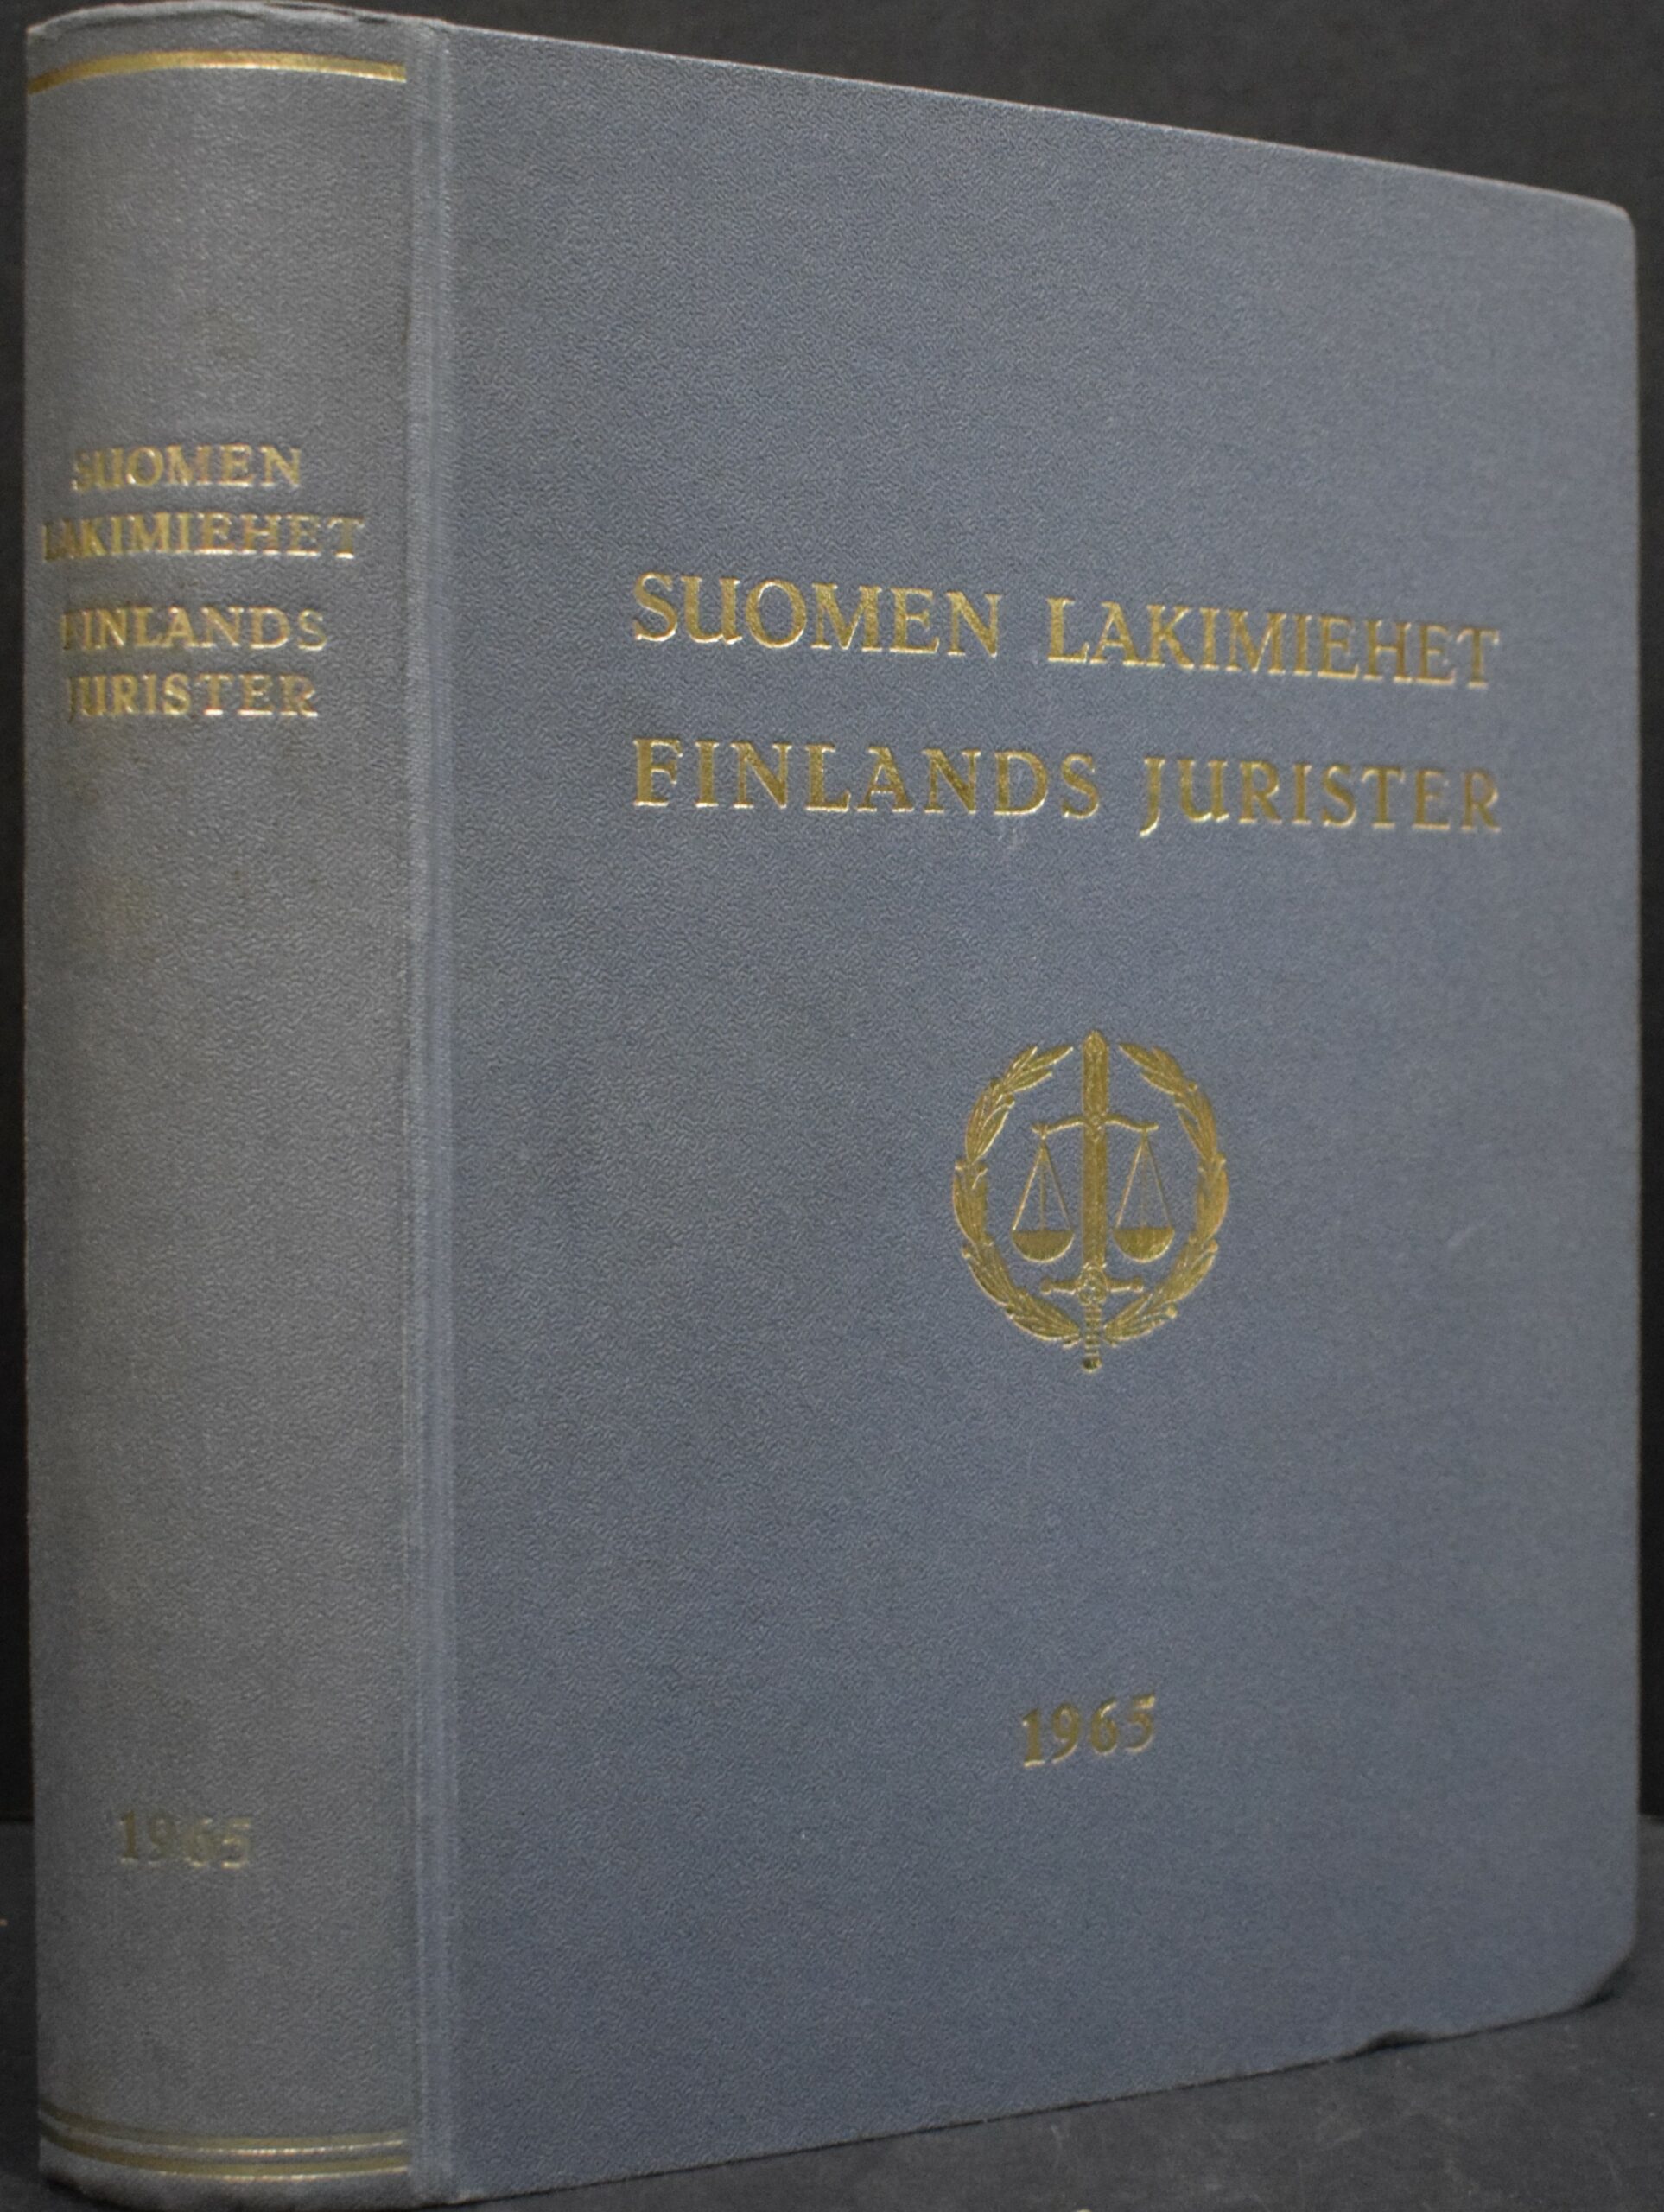 SUOMEN
LAKIMIEHET
FINLANDS
JURISTER
1965
SUOMEN LAKIMIEHET
FINLANDS JURISTER
1965